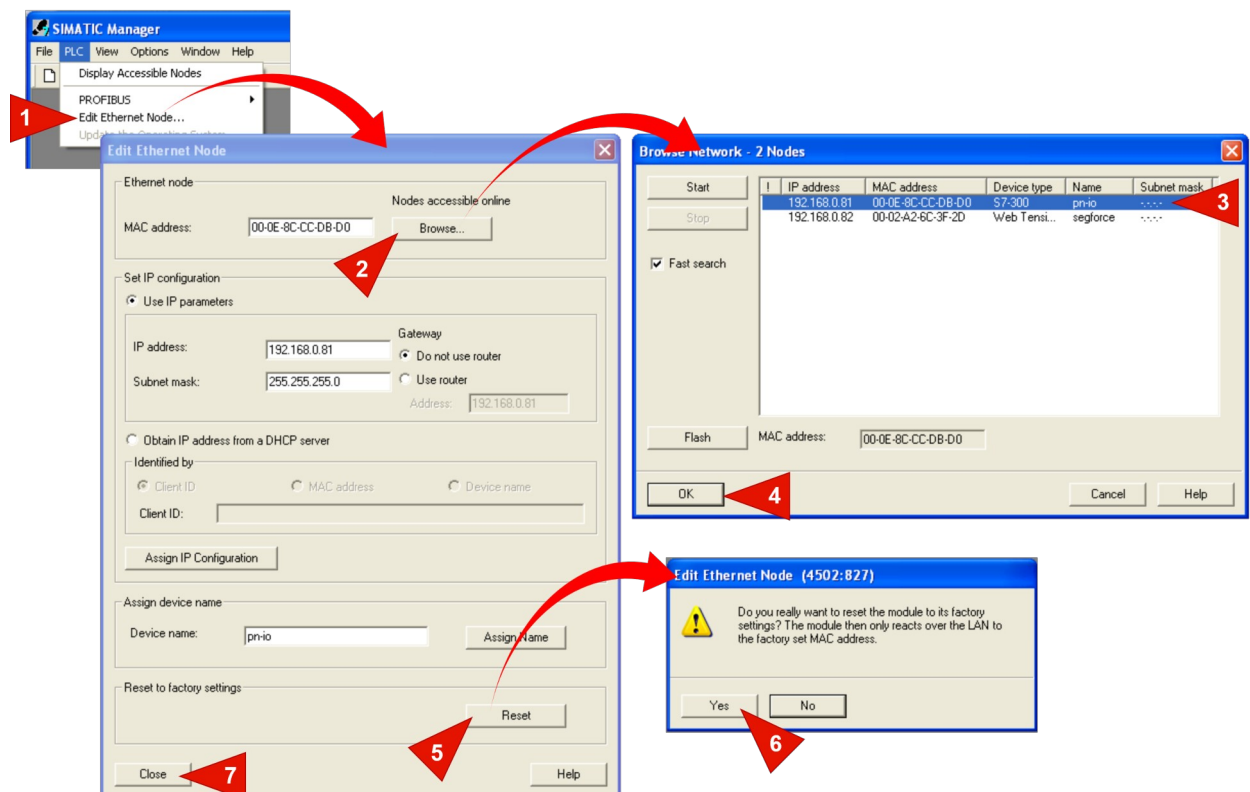 SIMATIC Manager
File PLC View Options Window Help
Display Accessible Nodes
PROFIBUS
1
Edit Ethernet Node...
Update the Operating System
Edit Ethernet Node
Ethernet node
Nodes accessible online
MAC address: 00-0E-8C-CC-DB-D0 Browse...
2
Set IP configuration
Use IP parameters
Gateway
IP address: 192.168.0.81
Do not use router
Subnet mask: 255.255.255.0
Use router
Address: 192.168.0.81
Obtain IP address from a DHCP server
Identified by
Client ID MAC address Device name
Client ID:
Assign IP Configuration
Assign device name
Device name: pn-io Assign Name
Reset to factory settings
Reset
5
Close
7
Help
Browse Network - 2 Nodes
Start
Stop
Fast search
! IP address MAC address Device type Name Subnet mask
192.168.0.81 00-0E-8C-CC-DB-D0 S7-300 pn-io -.-.-.-
3
192.168.0.82 00-02-A2-6C-3F-2D Web Tensi... segforce -.-.-.-
Flash MAC address: 00-0E-8C-CC-DB-D0
OK
4
Cancel Help
Edit Ethernet Node (4502:827)
Do you really want to reset the module to its factory
settings? The module then only reacts over the LAN to
the factory set MAC address.
Yes No
6